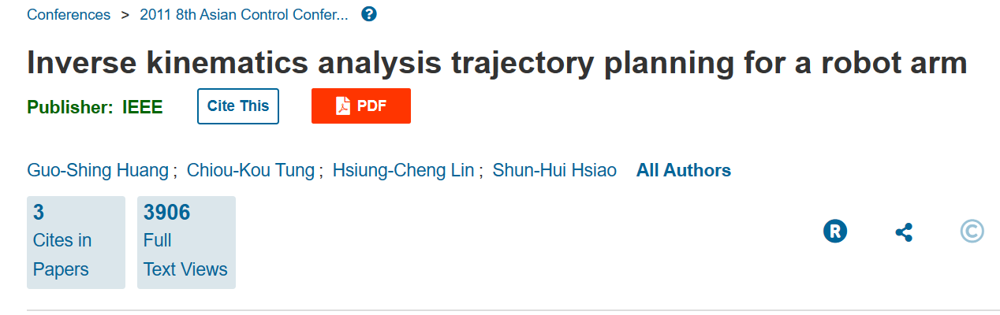 Conferences > 2011 8th Asian Control Confer... ?
Inverse kinematics analysis trajectory planning for a robot arm
Publisher: IEEE Cite This PDF
Guo-Shing Huang ; Chiou-Kou Tung ; Hsiung-Cheng Lin ; Shun-Hui Hsiao All Authors
3
Cites in
Papers
3906
Full
Text Views
R ©